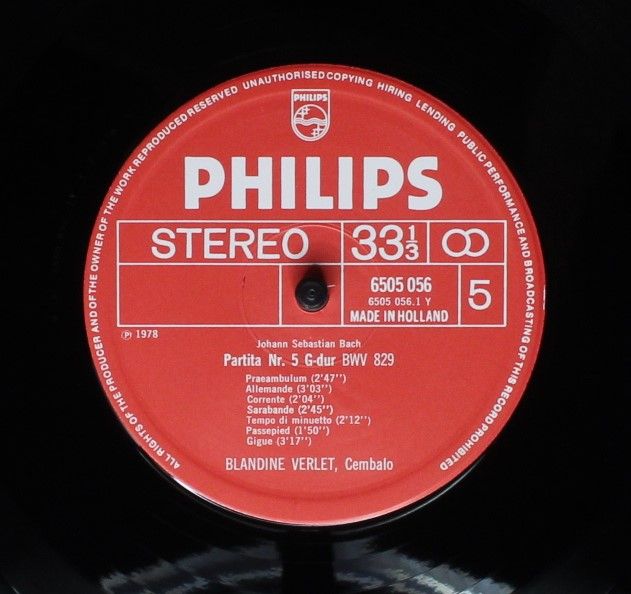 ALL RIGHTS OF THE PRODUCER AND OF THE OWNER OF THE WORK REPRODUCED RESERVED UNAUTHORISED COPYING HIRING LENDING PUBLIC PERFORMANCE AND BROADCASTING OF THIS RECORD PROHIBITED
PHILIPS
PHILIPS
STEREO 33⅓ ∞
6505 056
6505 056.1 Y
MADE IN HOLLAND
5
Ⓟ 1978
Johann Sebastian Bach
Partita Nr. 5 G-dur BWV 829
Praeambulum (2'47'')
Allemande (3'03'')
Corrente (2'04'')
Sarabande (2'45'')
Tempo di minuetto (2'12'')
Passepied (1'50'')
Gigue (3'17'')
BLANDINE VERLET, Cembalo